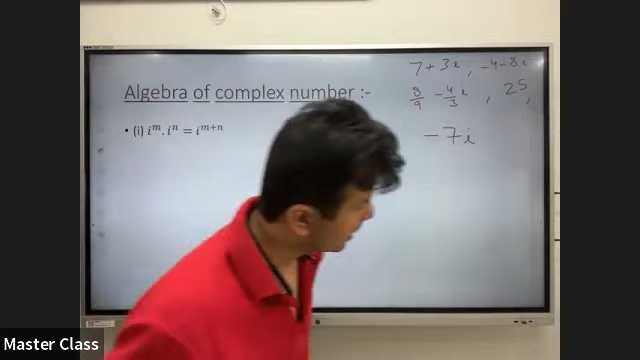 7 + 3i, -4-8i
Algebra of complex number :-
8/9 - 4/3 i, 25,
• (i) i^m . i^n = i^{m+n}
-7i
Master Class